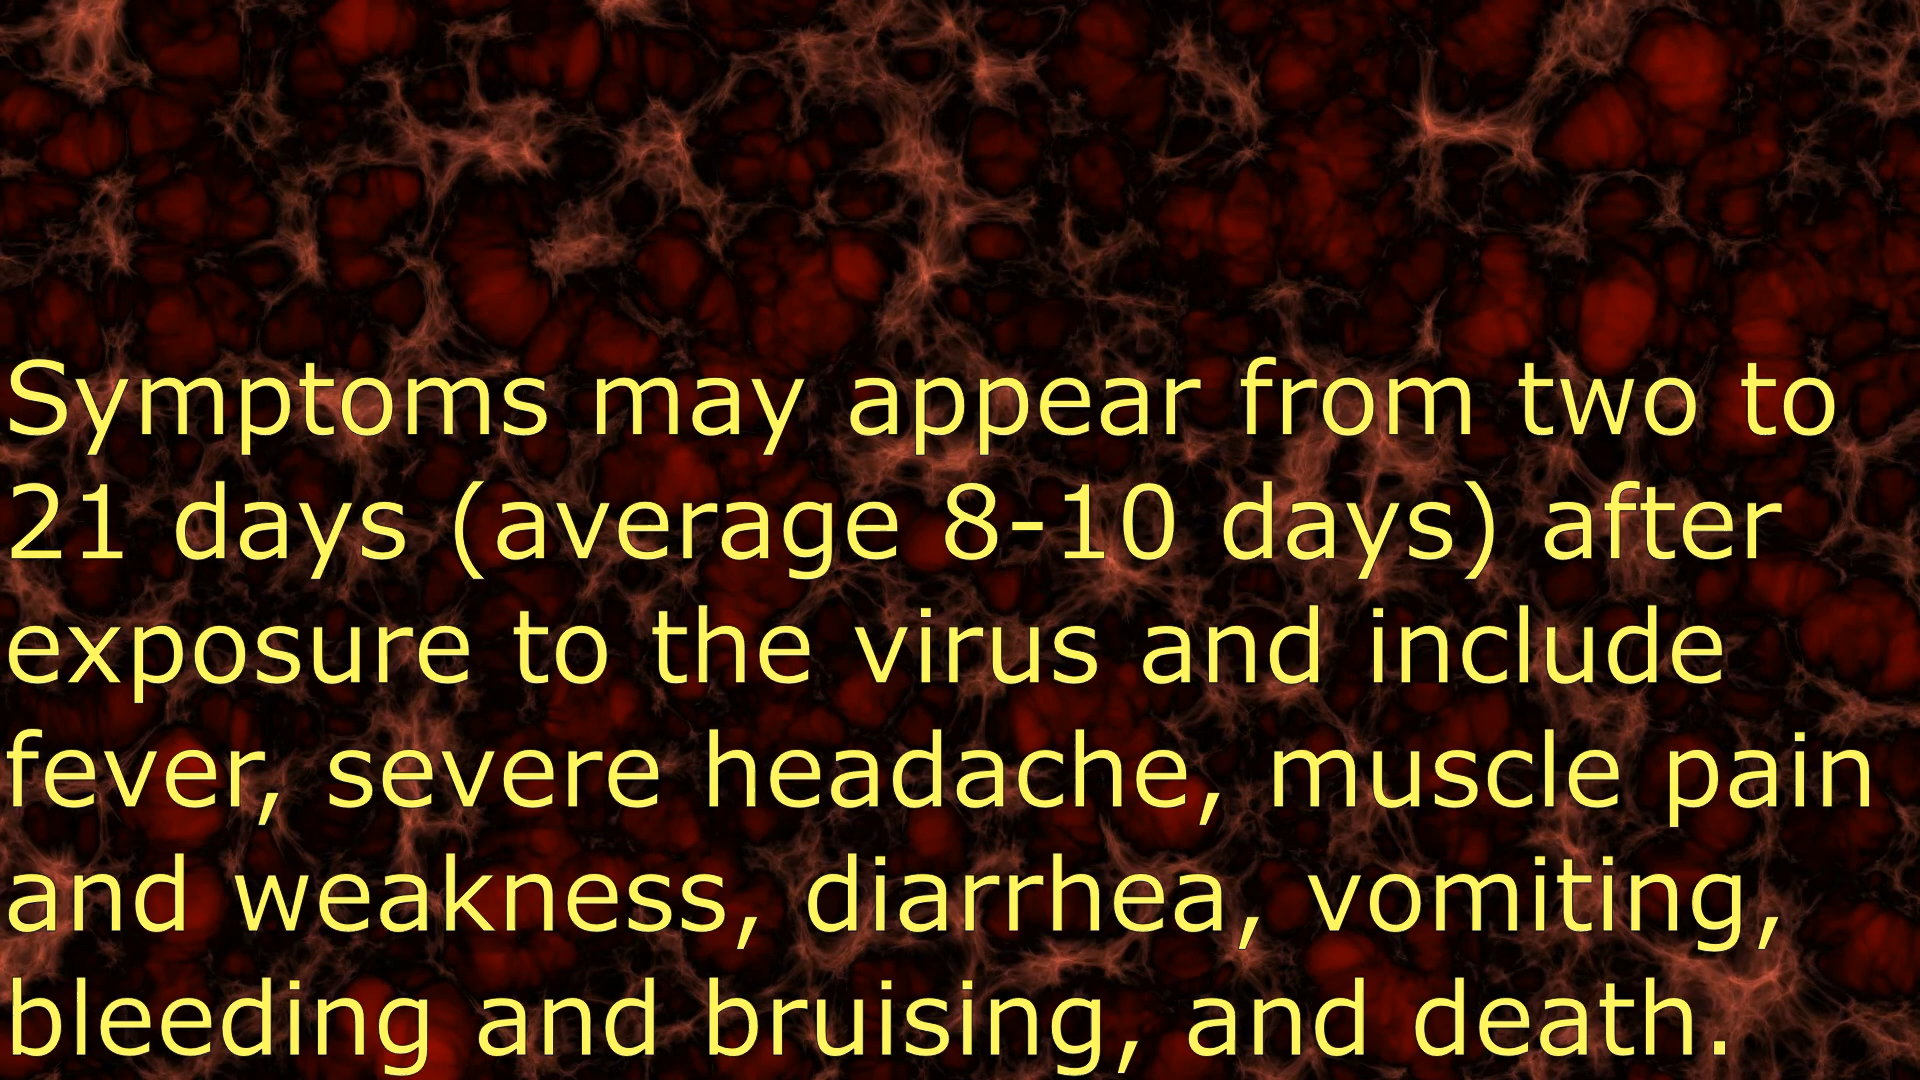 Symptoms may appear from two to
21 days (average 8-10 days) after
exposure to the virus and include
fever, severe headache, muscle pain
and weakness, diarrhea, vomiting,
bleeding and bruising, and death.